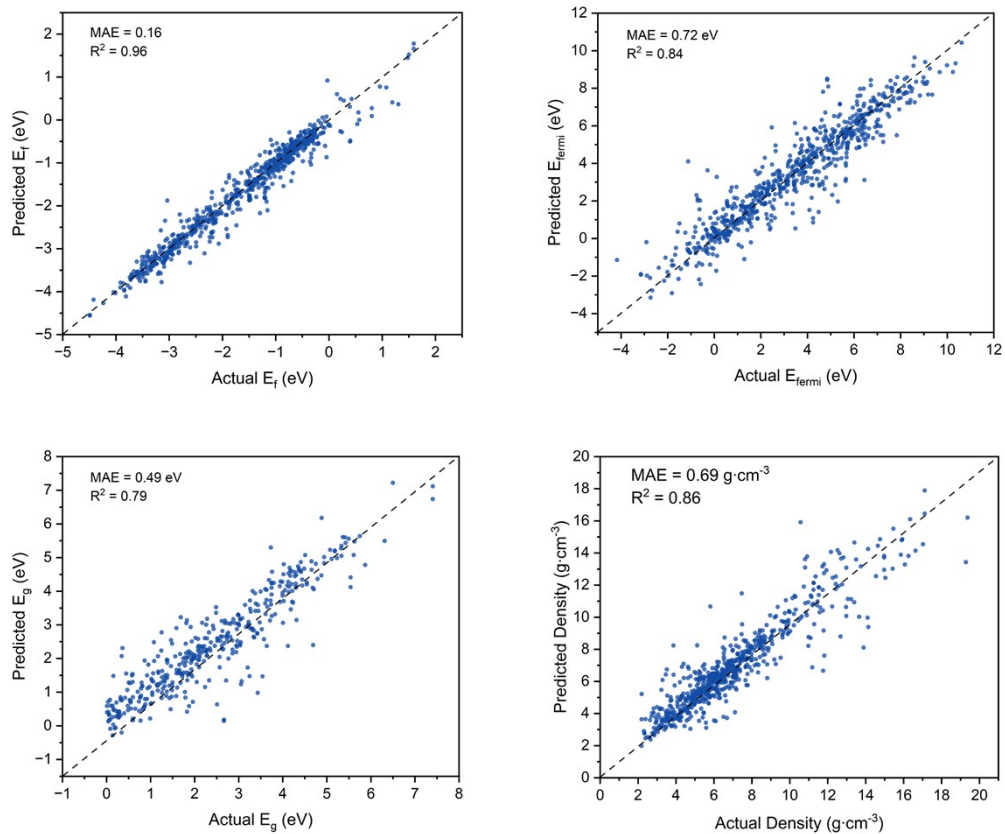 MAE = 0.16
R² = 0.96
2
1
0
−1
−2
−3
−4
−5
Predicted E_f (eV)
−5 −4 −3 −2 −1 0 1 2
Actual E_f (eV)
MAE = 0.72 eV
R² = 0.84
12
10
8
6
4
2
0
−2
−4
Predicted E_fermi (eV)
−4 −2 0 2 4 6 8 10 12
Actual E_fermi (eV)
MAE = 0.49 eV
R² = 0.79
8
7
6
5
4
3
2
1
0
−1
Predicted E_g (eV)
−1 0 1 2 3 4 5 6 7 8
Actual E_g (eV)
MAE = 0.69 g·cm⁻³
R² = 0.86
20
18
16
14
12
10
8
6
4
2
0
Predicted Density (g·cm⁻³)
0 2 4 6 8 10 12 14 16 18 20
Actual Density (g·cm⁻³)